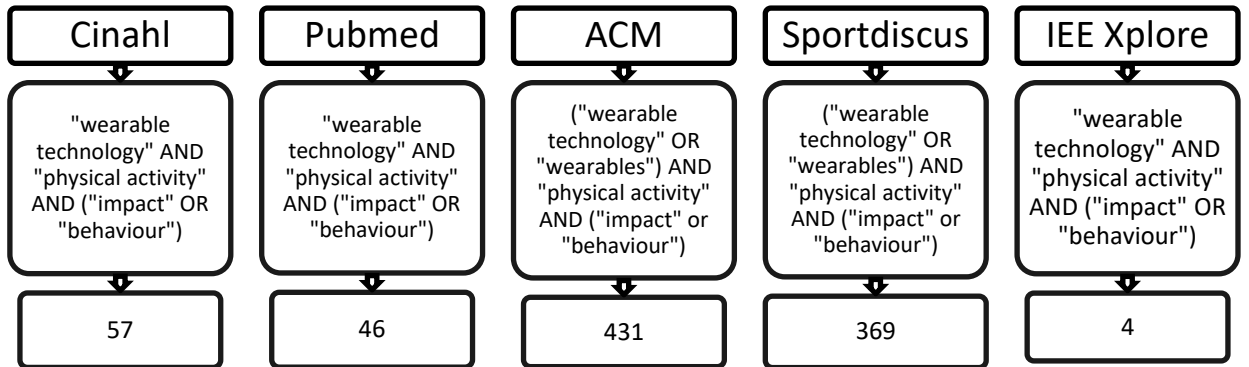 Cinahl
"wearable
technology" AND
"physical activity"
AND ("impact" OR
"behaviour")
57
Pubmed
"wearable
technology" AND
"physical activity"
AND ("impact" OR
"behaviour")
46
ACM
("wearable
technology" OR
"wearables") AND
"physical activity"
AND ("impact" or
"behaviour")
431
Sportdiscus
("wearable
technology" OR
"wearables") AND
"physical activity"
AND ("impact" or
"behaviour")
369
IEE Xplore
"wearable
technology" AND
"physical activity"
AND ("impact" OR
"behaviour")
4